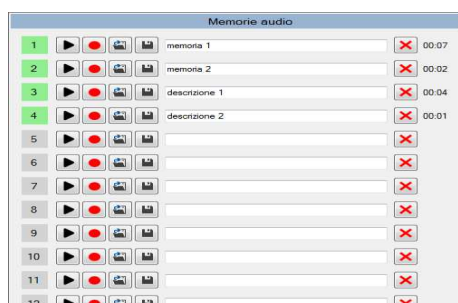 Memorie audio
1 memoria 1 00:07
2 memoria 2 00:02
3 descrizione 1 00:04
4 descrizione 2 00:01
5
6
7
8
9
10
11
12